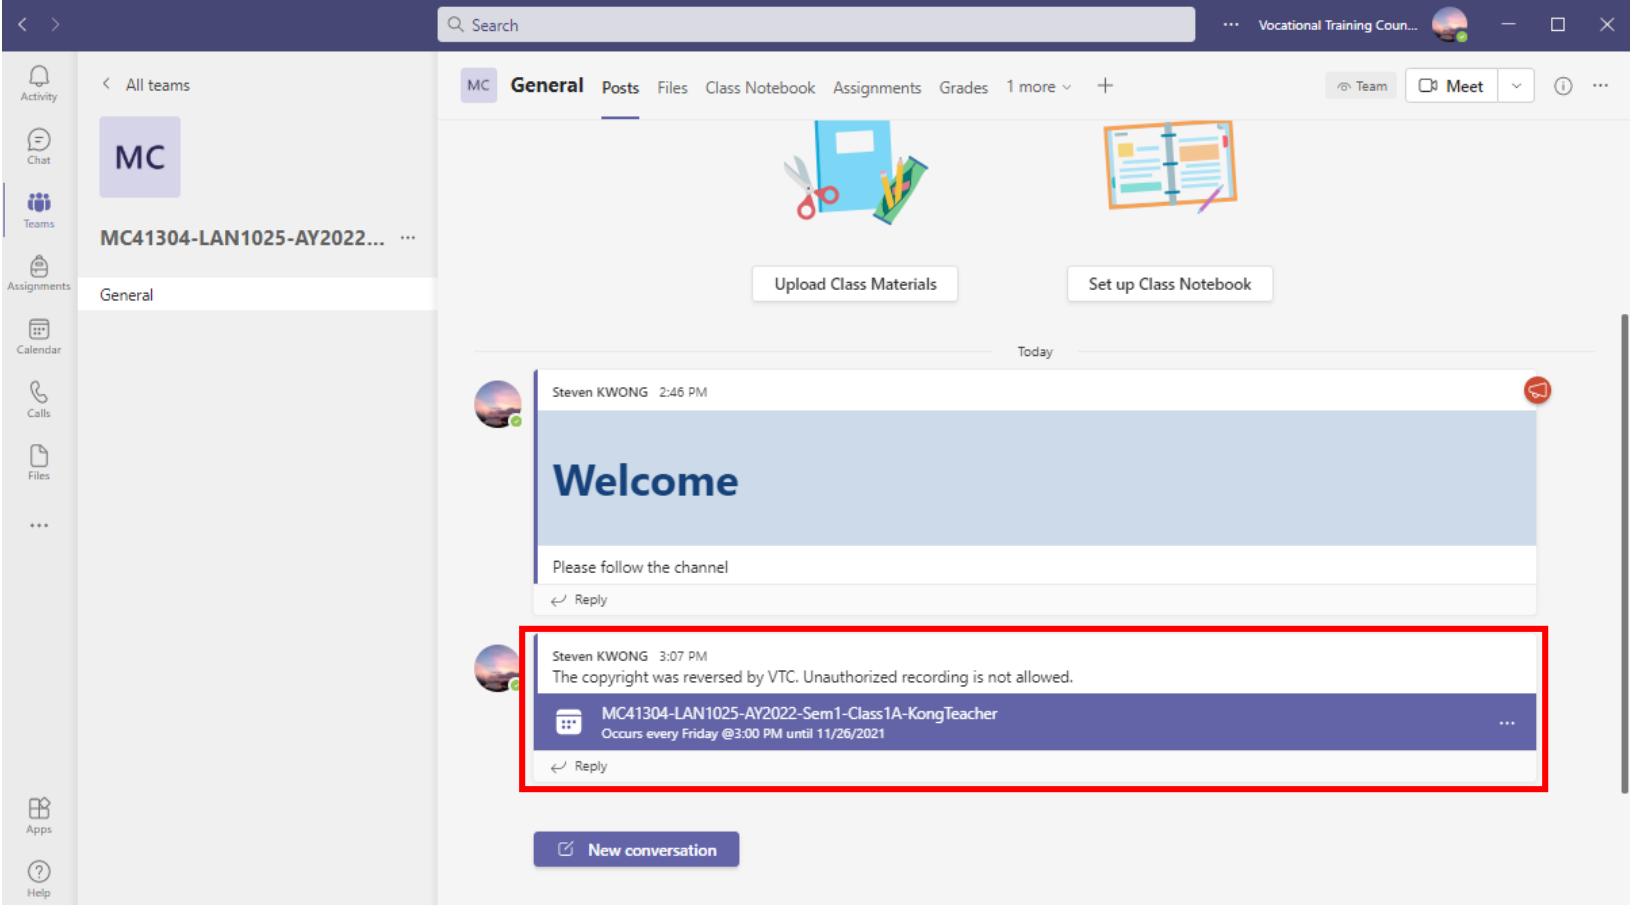 Search
Vocational Training Coun...
Activity
Chat
Teams
Assignments
Calendar
Calls
Files
Apps
Help
All teams
MC
MC41304-LAN1025-AY2022...
General
MC
General
Posts
Files
Class Notebook
Assignments
Grades
1 more
Team
Meet
Upload Class Materials
Set up Class Notebook
Today
Steven KWONG 2:46 PM
Welcome
Please follow the channel
Reply
Steven KWONG 3:07 PM
The copyright was reversed by VTC. Unauthorized recording is not allowed.
MC41304-LAN1025-AY2022-Sem1-Class1A-KongTeacher
Occurs every Friday @3:00 PM until 11/26/2021
Reply
New conversation